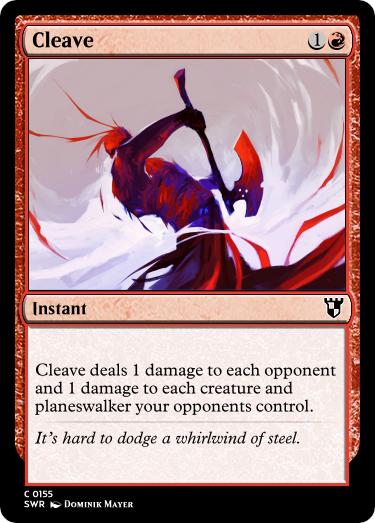 Cleave 1
Instant
Cleave deals 1 damage to each opponent
and 1 damage to each creature and
planeswalker your opponents control.
It's hard to dodge a whirlwind of steel.
C 0155
SWR Dominik Mayer